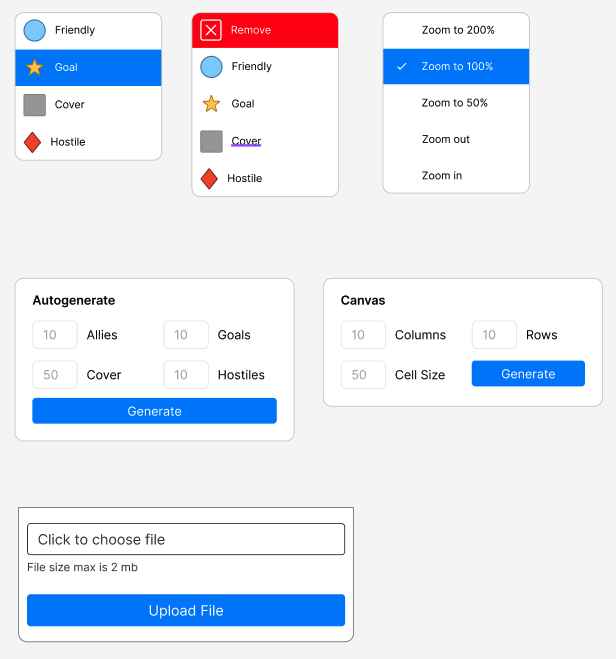 Friendly
Goal
Cover
Hostile
Remove
Friendly
Goal
Cover
Hostile
Zoom to 200%
Zoom to 100%
Zoom to 50%
Zoom out
Zoom in
Autogenerate
10 Allies 10 Goals
50 Cover 10 Hostiles
Generate
Canvas
10 Columns 10 Rows
50 Cell Size Generate
Click to choose file
File size max is 2 mb
Upload File